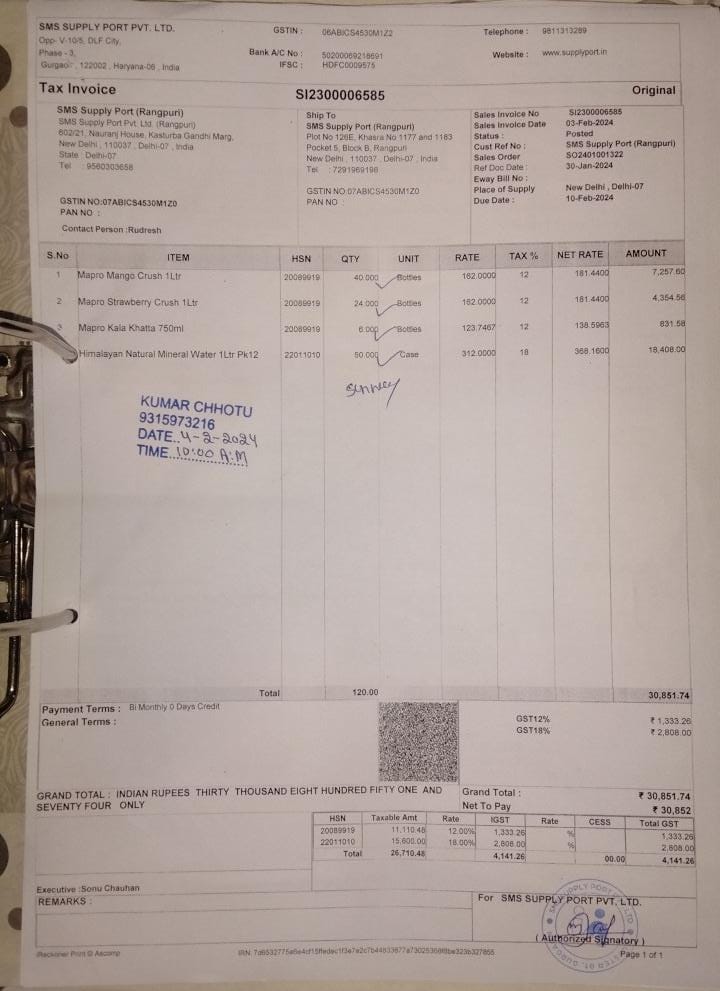 SMS SUPPLY PORT PVT. LTD.
Opp- V-10/5, DLF City,
Phase - 3,
Gurgaon , 122002 , Haryana-06 , India
GSTIN : 06ABICS4530M1Z2
Bank A/C No : 50200069218691
IFSC : HDFC0009575
Telephone : 9811313289
Website : www.supplyport.in
Tax Invoice SI2300006585 Original
SMS Supply Port (Rangpuri)
SMS Supply Port Pvt. Ltd. (Rangpuri)
602/21, Nauranj House, Kasturba Gandhi Marg,
New Delhi , 110037 , Delhi-07 , India
State : Delhi-07
Tel : 9560303658
GSTIN NO:07ABICS4530M1Z0
PAN NO :
Contact Person :Rudresh
Ship To
SMS Supply Port (Rangpuri)
Plot No 126E, Khasra No 1177 and 1183
Pocket 5, Block B, Rangpuri
New Delhi , 110037 , Delhi-07 , India
Tel : 7291969196
GSTIN NO:07ABICS4530M1Z0
PAN NO :
Sales Invoice No SI2300006585
Sales Invoice Date 03-Feb-2024
Status : Posted
Cust Ref No : SMS Supply Port (Rangpuri)
Sales Order SO2401001322
Ref Doc Date : 30-Jan-2024
Eway Bill No :
Place of Supply New Delhi , Delhi-07
Due Date : 10-Feb-2024
S.No ITEM HSN QTY UNIT RATE TAX % NET RATE AMOUNT
1 Mapro Mango Crush 1Ltr 20089919 40.000 Bottles 162.0000 12 181.4400 7,257.60
2 Mapro Strawberry Crush 1Ltr 20089919 24.000 Bottles 162.0000 12 181.4400 4,354.56
3 Mapro Kala Khatta 750ml 20089919 6.000 Bottles 123.7467 12 138.5963 831.58
Himalayan Natural Mineral Water 1Ltr Pk12 22011010 50.000 Case 312.0000 18 368.1600 18,408.00
KUMAR CHHOTU
9315973216
DATE..4-2-2024
TIME...10:00 A.M
Total 120.00 30,851.74
Payment Terms : Bi Monthly 0 Days Credit
General Terms :
GST12% ₹ 1,333.26
GST18% ₹ 2,808.00
GRAND TOTAL : INDIAN RUPEES THIRTY THOUSAND EIGHT HUNDRED FIFTY ONE AND
SEVENTY FOUR ONLY
Grand Total : ₹ 30,851.74
Net To Pay ₹ 30,852
HSN Taxable Amt Rate IGST Rate CESS Total GST
20089919 11,110.48 12.00% 1,333.26 % 1,333.26
22011010 15,600.00 18.00% 2,808.00 % 2,808.00
Total 26,710.48 4,141.26 00.00 4,141.26
Executive :Sonu Chauhan
REMARKS :
For SMS SUPPLY PORT PVT. LTD.
( Authorized Signatory )
iReckoner Print © Ascomp
Page 1 of 1